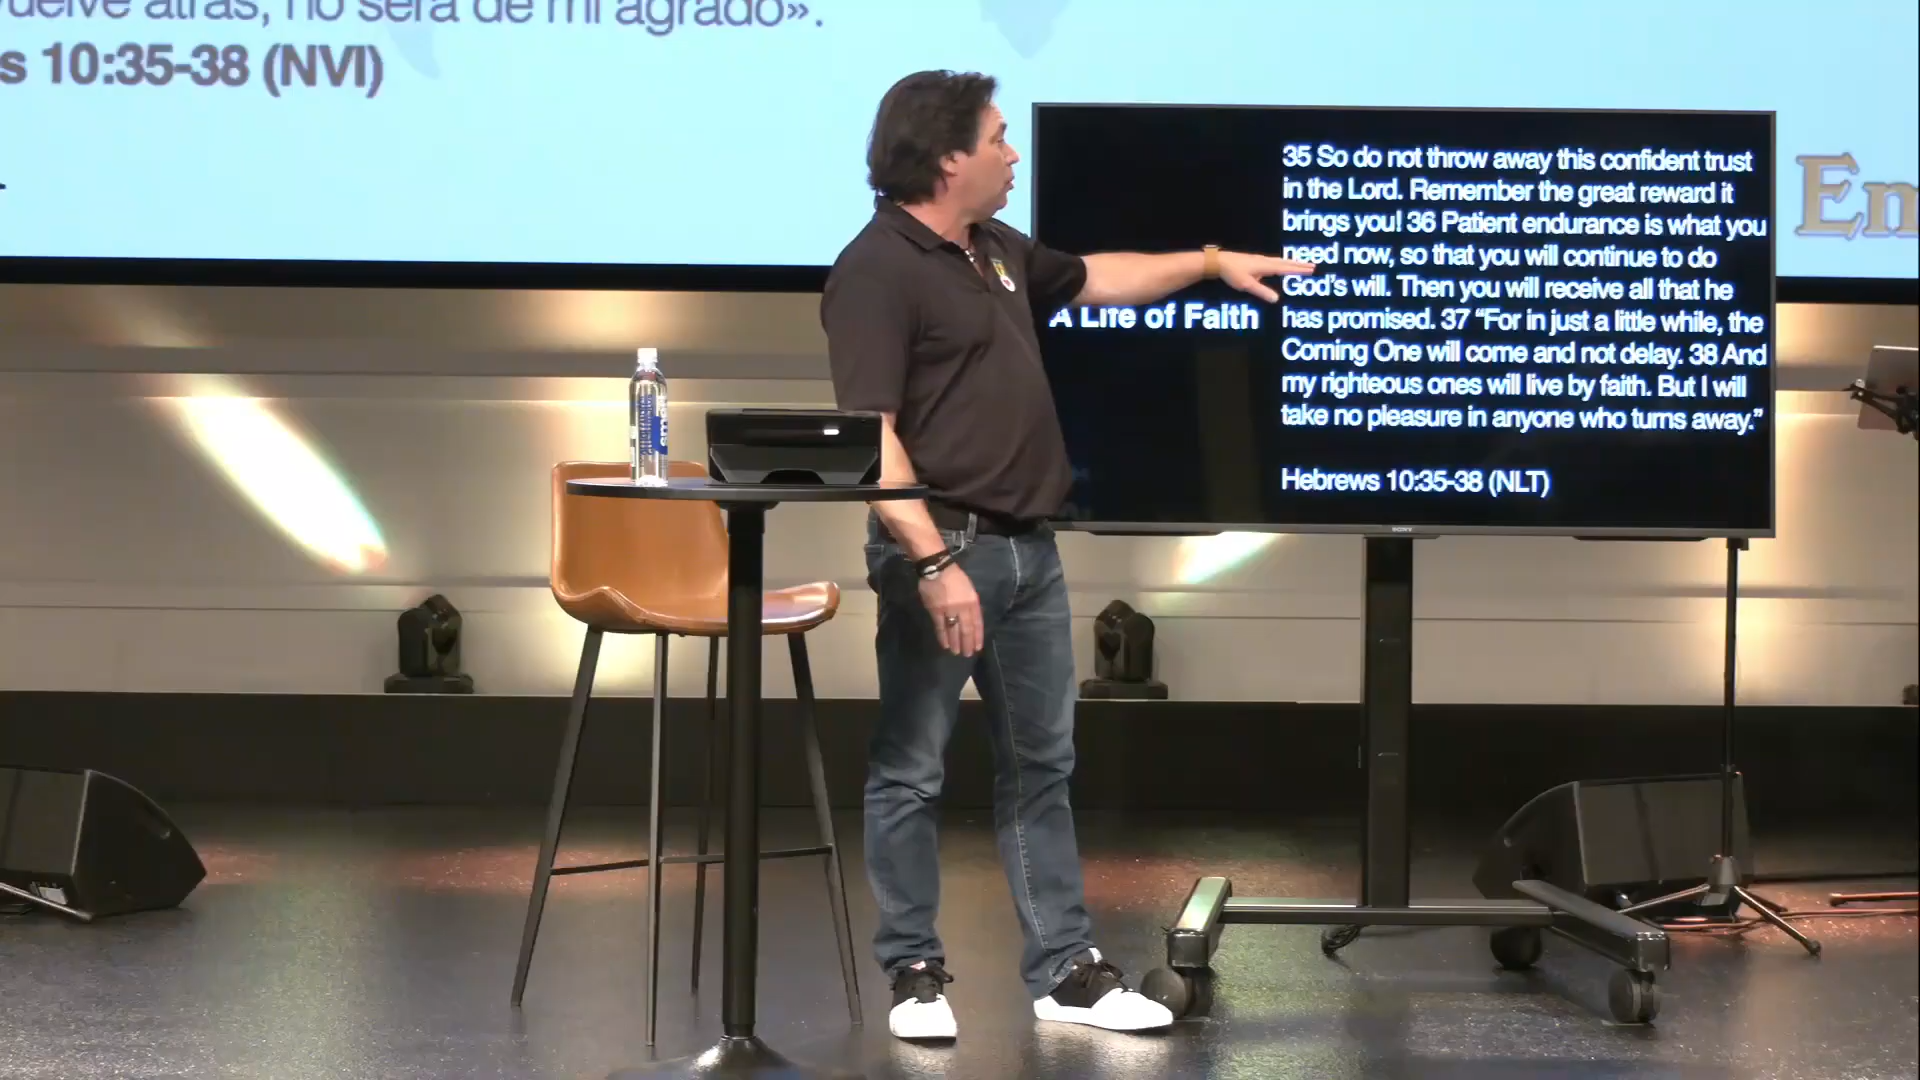 vuelve atrás, no será de mi agrado».
s 10:35-38 (NVI)
Em
A Life of Faith
35 So do not throw away this confident trust
in the Lord. Remember the great reward it
brings you! 36 Patient endurance is what you
need now, so that you will continue to do
God's will. Then you will receive all that he
has promised. 37 “For in just a little while, the
Coming One will come and not delay. 38 And
my righteous ones will live by faith. But I will
take no pleasure in anyone who turns away.”
Hebrews 10:35-38 (NLT)
SONY
smart